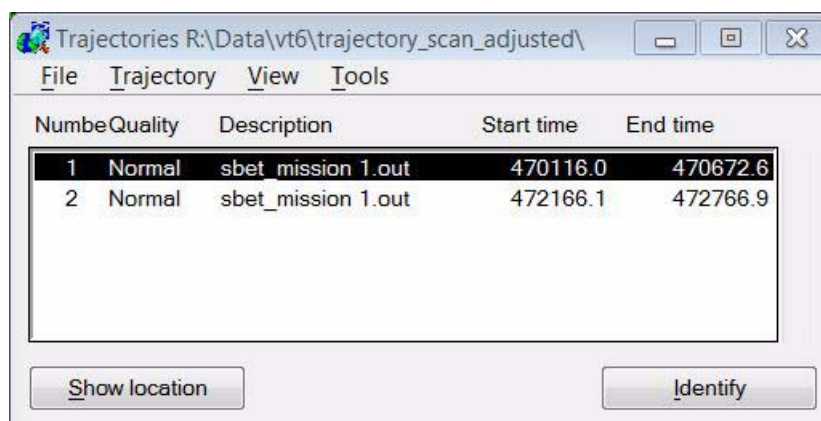 Trajectories R:\Data\vt6\trajectory_scan_adjusted\
File Trajectory View Tools
Numbe Quality Description Start time End time
1 Normal sbet_mission 1.out 470116.0 470672.6
2 Normal sbet_mission 1.out 472166.1 472766.9
Show location Identify